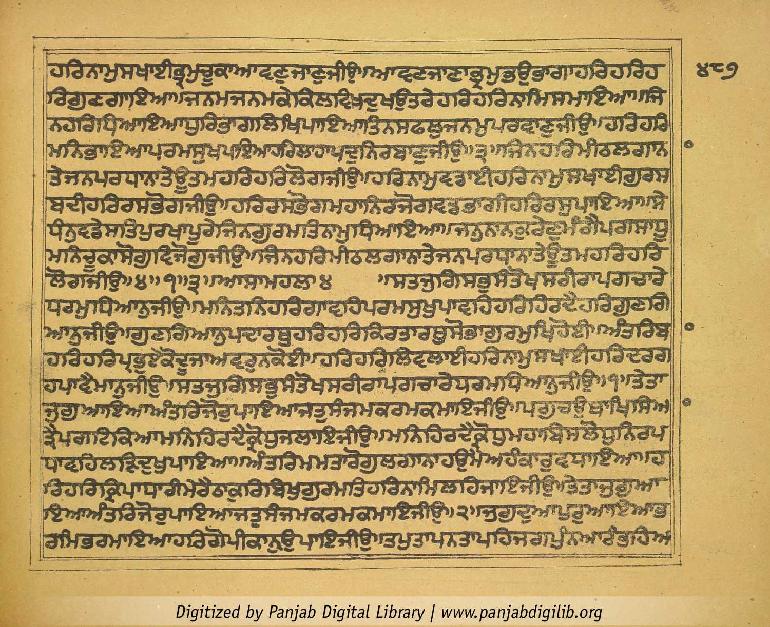 ਹਰਿਨਾਮੁਸਖਾਈਭ੍ਰਮੁਚੂਕਾਆਵਣੁਜਾਣੁਜੀਉ॥ਆਵਣਜਾਣਾਭ੍ਰਮੁਭਉਭਾਗਾਹਰਿਹਰਿਹ ੪੮੭
ਰਿਗੁਣਗਾਇਆ॥ਜਨਮਜਨਮਕੇਕਿਲਵਿਖਦੁਖਉਤਰੇਹਰਿਹਰਿਨਾਮਿਸਮਾਇਆ॥ਜਿ
ਨਹਰਿਧਿਆਇਆਧੁਰਿਭਾਗਲਿਖਿਪਾਇਆਤਿਨਸਫਲੁਜਨਮੁਪਰਵਾਣੁਜੀਉ॥ਹਰਿਹਰਿ
ਮਨਿਭਾਇਆਪਰਮਸੁਖਪਾਇਆਹਰਿਲਾਹਾਪਦੁਨਿਰਬਾਣੁਜੀਉ॥੩॥ਜਿਨਹਰਿਮੀਠਲਗਾਨ
ਤੇਜਨਪਰਧਾਨਾਤੇਊਤਮਹਰਿਹਰਿਲੋਗਜੀਉ॥ਹਰਿਨਾਮੁਵਡਾਈਹਰਿਨਾਮੁਸਖਾਈਗੁਰਸ
ਬਦੀਹਰਿਰਸਭੋਗਜੀਉ॥ਹਰਿਰਸਭੋਗਮਹਾਨਿਰਜੋਗਵਡਭਾਗੀਹਰਿਰਸੁਪਾਇਆ॥ਸੇ
ਧੰਨੁਵਡੇਸਤਿਪੁਰਖਾਪੂਰੇਜਿਨਗੁਰਮਤਿਨਾਮੁਧਿਆਇਆ॥ਜਨੁਨਾਨਕੁਰੇਣੁਮੰਗੈਪਗਸਾਧੂ
ਮਨਿਚੂਕਾਸੋਗੁਵਿਜੋਗੁਜੀਉ॥ਜਿਨਹਰਿਮੀਠਲਗਾਨਾਤੇਜਨਪਰਧਾਨਾਤੇਊਤਮਹਰਿਹਰਿ
ਲੋਗਜੀਉ॥੪॥੧॥੩॥ਆਸਾਮਹਲਾ੪ ॥ਸਤਜੁਗਿਸਭੁਸੰਤੋਖਸਰੀਰਾਪਗਚਾਰੇ
ਧਰਮੁਧਿਆਨੁਜੀਉ॥ਮਨਿਤਨਿਹਰਿਗਾਵਹਿਪਰਮਸੁਖੁਪਾਵਹਿਹਰਿਹਿਰਦੈਹਰਿਗੁਣਗਿ
ਆਨੁਜੀਉ॥ਗੁਣਗਿਆਨੁਪਦਾਰਥੁਹਰਿਹਰਿਕਿਰਤਾਰਥੁਸੋਭਾਗੁਰਮੁਖਿਹੋਈ॥ਅੰਤਰਿਬਾ
ਹਰਿਹਰਿਪ੍ਰਭੁਏਕੋਦੂਜਾਅਵਰੁਨਕੋਈ॥ਹਰਿਹਰਿਲਿਵਲਾਈਹਰਿਨਾਮੁਸਖਾਈਹਰਿਦਰਗ
ਹਪਾਵੈਮਾਨੁਜੀਉ॥ਸਤਜੁਗਿਸਭੁਸੰਤੋਖਸਰੀਰਾਪਗਚਾਰੇਧਰਮਧਿਆਨੁਜੀਉ॥੧॥ਤੇਤਾ
ਜੁਗੁਆਇਆਅੰਤਰਿਜੋਰੁਪਾਇਆਜਤੁਸੰਜਮਕਰਮਕਮਾਇਜੀਉ॥ਪਗੁਚਉਥਾਖਿਸਿਅ
ਤ੍ਰੈਪਗਟਿਕਿਆਮਨਿਹਿਰਦੈਕ੍ਰੋਧੁਜਲਾਇਜੀਉ॥ਮਨਿਹਿਰਦੈਕ੍ਰੋਧੁਮਹਾਬਿਸਲੋਧੁਨਿਰਪ
ਧਾਵਹਿਲੜਿਦੁਖੁਪਾਇਆ॥ਅੰਤਰਿਮਮਤਾਰੋਗੁਲਗਾਨਾਹਉਮੈਅਹੰਕਾਰੁਵਧਾਇਆ॥ਹ
ਰਿਹਰਿਕ੍ਰਿਪਾਧਾਰੀਮੇਰੈਠਾਕੁਰਿਬਿਖੁਗੁਰਮਤਿਹਰਿਨਾਮਿਲਹਿਜਾਇਜੀਉ॥ਤੇਤਾਜੁਗੁਆ
ਇਆਅੰਤਰਿਜੋਰੁਪਾਇਆਜਤੁਸੰਜਮਕਰਮਕਮਾਇਜੀਉ॥੨॥ਜੁਗੁਦੁਆਪੁਰੁਆਇਆਭ
ਰਮਿਭਰਮਾਇਆਹਰਿਗੋਪੀਕਾਨੁਉਪਾਇਜੀਉ॥ਤਪੁਤਾਪਨਤਾਪਹਿਜਗਪੁੰਨਆਰੰਭਹਿਅ
Digitized by Panjab Digital Library | www.panjabdigilib.org